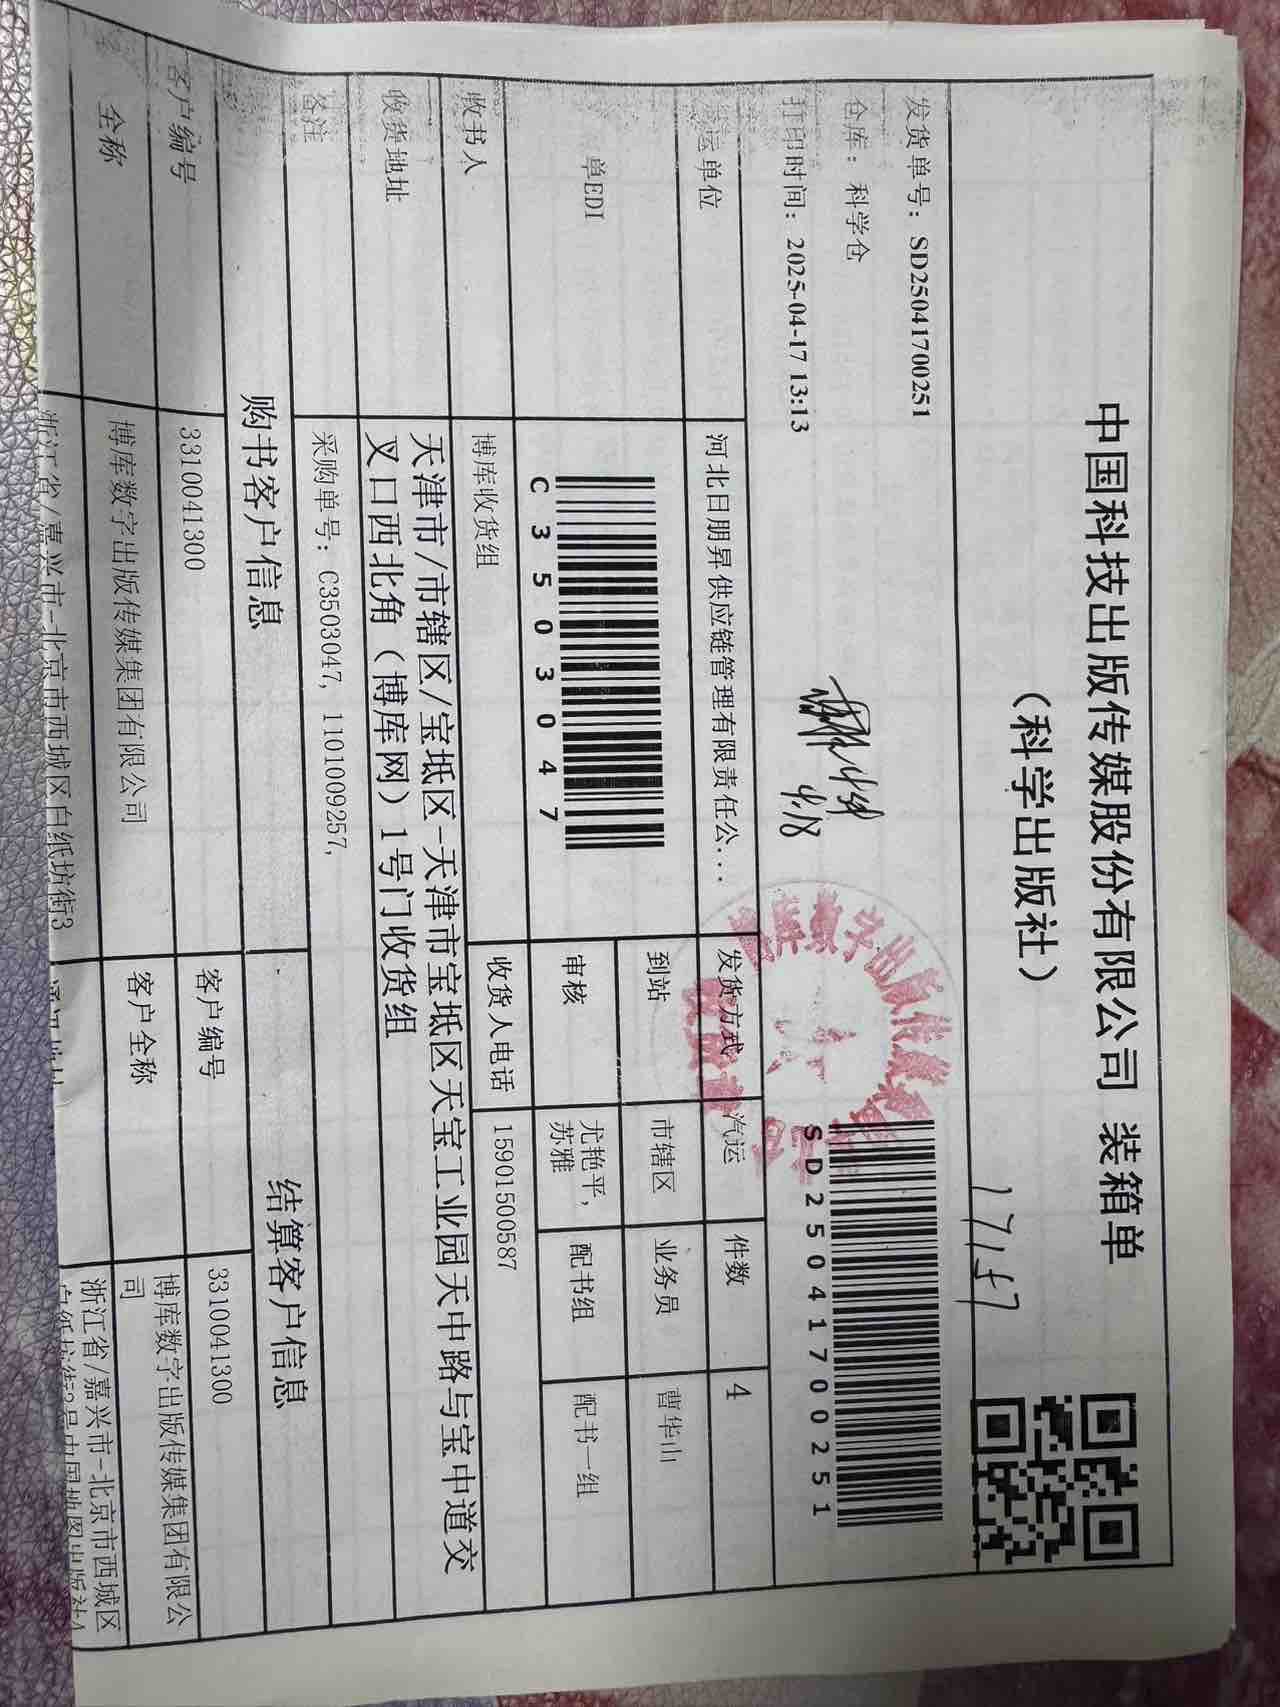 中国科技出版传媒股份有限公司 装箱单
（科学出版社）
17157
发货单号：SD25041700251
仓库：科学仓
打印时间：2025-04-17 13:13
4.18
SD25041700251
运单位 河北日朋昇供应链管理有限责任公... 发货方式 汽运 件数 4
单EDI C3503047 到站 市辖区 业务员 曹华山
审核 尤艳平, 苏雅 配书组 配书一组
收书人 博库收货组 收货人电话 15901500587
收货地址 天津市/市辖区/宝坻区-天津市宝坻区天宝工业园天中路与宝中道交
叉口西北角（博库网）1号门收货组
备注 采购单号：C3503047, 1101009257,
购书客户信息 结算客户信息
客户编号 3310041300 客户编号 3310041300
全称 博库数字出版传媒集团有限公司 客户全称 博库数字出版传媒集团有限公
司
浙江省/嘉兴市-北京市西城区白纸坊街3 浙江省/嘉兴市-北京市西城区